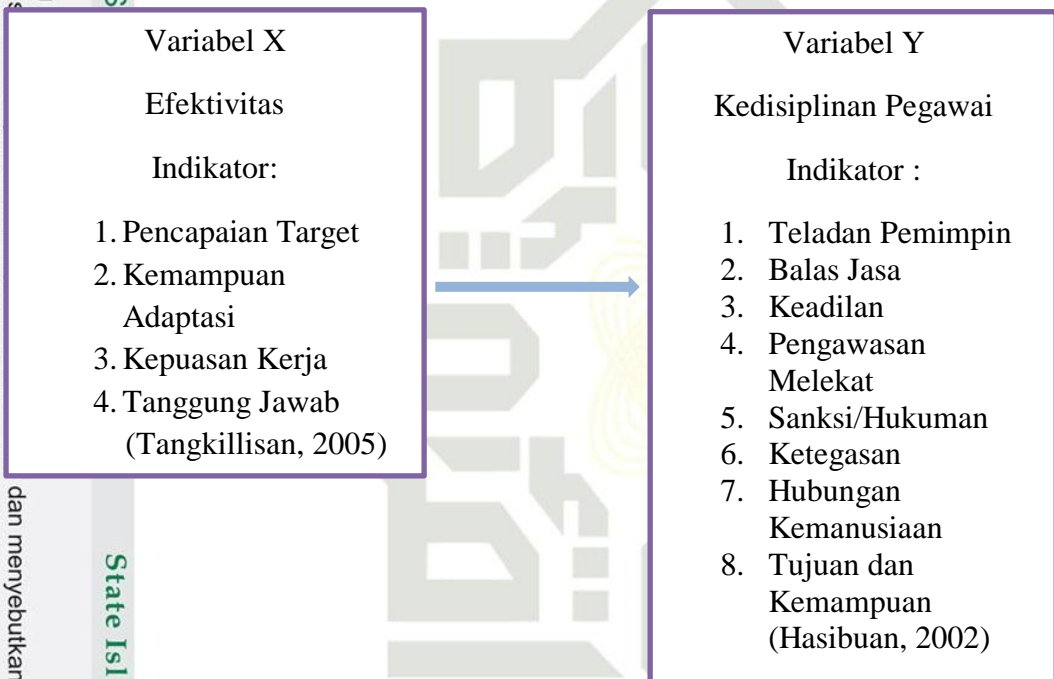 Variabel X
Efektivitas
Indikator:
1. Pencapaian Target
2. Kemampuan
Adaptasi
3. Kepuasan Kerja
4. Tanggung Jawab
(Tangkillisan, 2005)
Variabel Y
Kedisiplinan Pegawai
Indikator :
1. Teladan Pemimpin
2. Balas Jasa
3. Keadilan
4. Pengawasan
Melekat
5. Sanksi/Hukuman
6. Ketegasan
7. Hubungan
Kemanusiaan
8. Tujuan dan
Kemampuan
(Hasibuan, 2002)
dan menyebutkan
State Isl